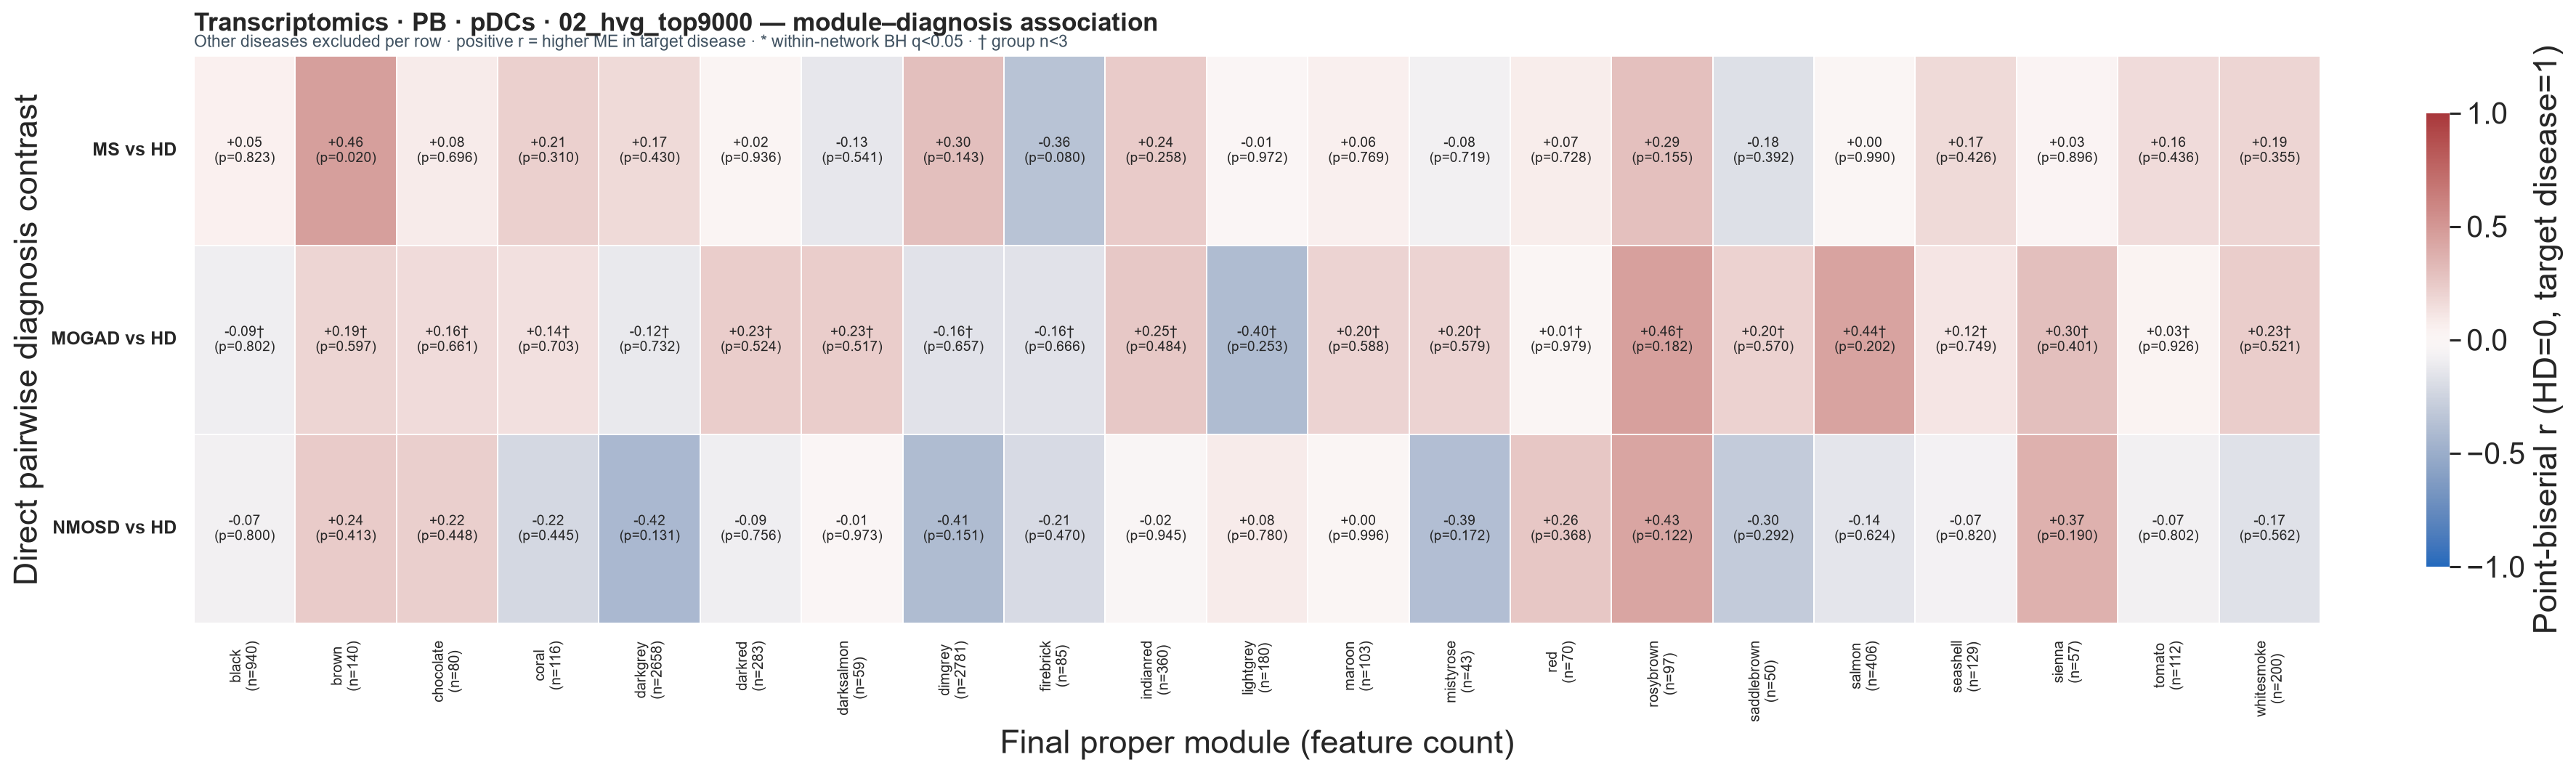 Transcriptomics · PB · pDCs · 02_hvg_top9000 — module–diagnosis association
Other diseases excluded per row · positive r = higher ME in target disease · * within-network BH q<0.05 · † group n<3
Direct pairwise diagnosis contrast
MS vs HD
+0.05 +0.46 +0.08 +0.21 +0.17 +0.02 -0.13 +0.30 -0.36 +0.24 -0.01 +0.06 -0.08 +0.07 +0.29 -0.18 +0.00 +0.17 +0.03 +0.16 +0.19
(p=0.823) (p=0.020) (p=0.696) (p=0.310) (p=0.430) (p=0.936) (p=0.541) (p=0.143) (p=0.080) (p=0.258) (p=0.972) (p=0.769) (p=0.719) (p=0.728) (p=0.155) (p=0.392) (p=0.990) (p=0.426) (p=0.896) (p=0.436) (p=0.355)
MOGAD vs HD
-0.09† +0.19† +0.16† +0.14† -0.12† +0.23† +0.23† -0.16† -0.16† +0.25† -0.40† +0.20† +0.20† +0.01† +0.46† +0.20† +0.44† +0.12† +0.30† +0.03† +0.23†
(p=0.802) (p=0.597) (p=0.661) (p=0.703) (p=0.732) (p=0.524) (p=0.517) (p=0.657) (p=0.666) (p=0.484) (p=0.253) (p=0.588) (p=0.579) (p=0.979) (p=0.182) (p=0.570) (p=0.202) (p=0.749) (p=0.401) (p=0.926) (p=0.521)
NMOSD vs HD
-0.07 +0.24 +0.22 -0.22 -0.42 -0.09 -0.01 -0.41 -0.21 -0.02 +0.08 +0.00 -0.39 +0.26 +0.43 -0.30 -0.14 -0.07 +0.37 -0.07 -0.17
(p=0.800) (p=0.413) (p=0.448) (p=0.445) (p=0.131) (p=0.756) (p=0.973) (p=0.151) (p=0.470) (p=0.945) (p=0.780) (p=0.996) (p=0.172) (p=0.368) (p=0.122) (p=0.292) (p=0.624) (p=0.820) (p=0.190) (p=0.802) (p=0.562)
black
(n=940)
brown
(n=140)
chocolate
(n=80)
coral
(n=116)
darkgrey
(n=2658)
darkred
(n=283)
darksalmon
(n=59)
dimgrey
(n=2781)
firebrick
(n=85)
indianred
(n=360)
lightgrey
(n=180)
maroon
(n=103)
mistyrose
(n=43)
red
(n=70)
rosybrown
(n=97)
saddlebrown
(n=50)
salmon
(n=406)
seashell
(n=129)
sienna
(n=57)
tomato
(n=112)
whitesmoke
(n=200)
Final proper module (feature count)
1.0
0.5
0.0
−0.5
−1.0
Point-biserial r (HD=0, target disease=1)